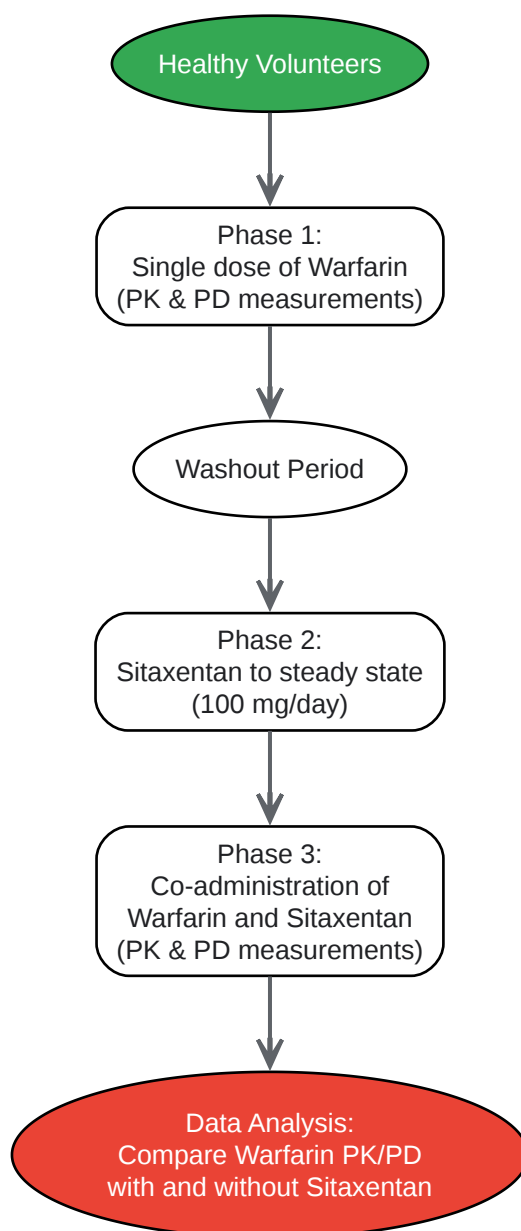 Healthy Volunteers
Phase 1:
Single dose of Warfarin
(PK & PD measurements)
Washout Period
Phase 2:
Sitaxentan to steady state
(100 mg/day)
Phase 3:
Co-administration of
Warfarin and Sitaxentan
(PK & PD measurements)
Data Analysis:
Compare Warfarin PK/PD
with and without Sitaxentan